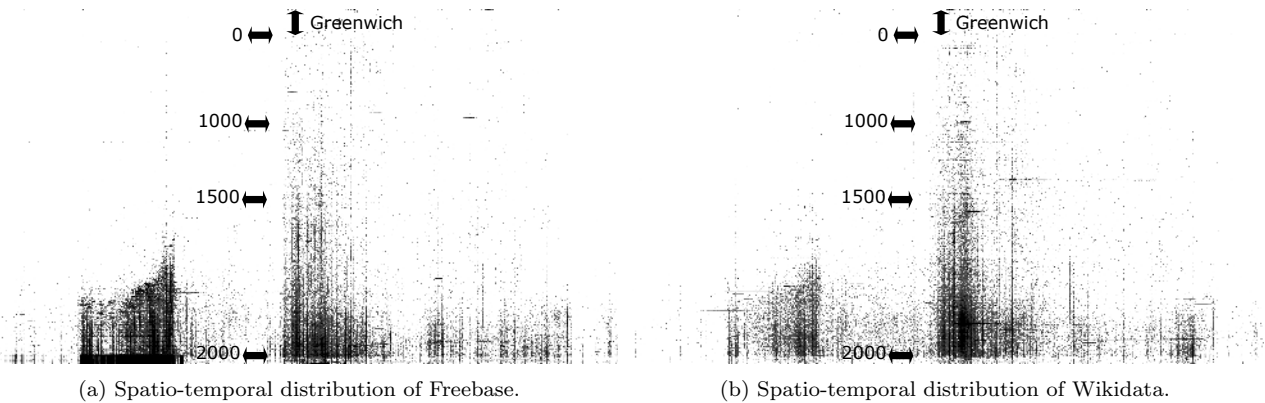 Greenwich
0
1000
1500
2000
(a) Spatio-temporal distribution of Freebase.
Greenwich
0
1000
1500
2000
(b) Spatio-temporal distribution of Wikidata.